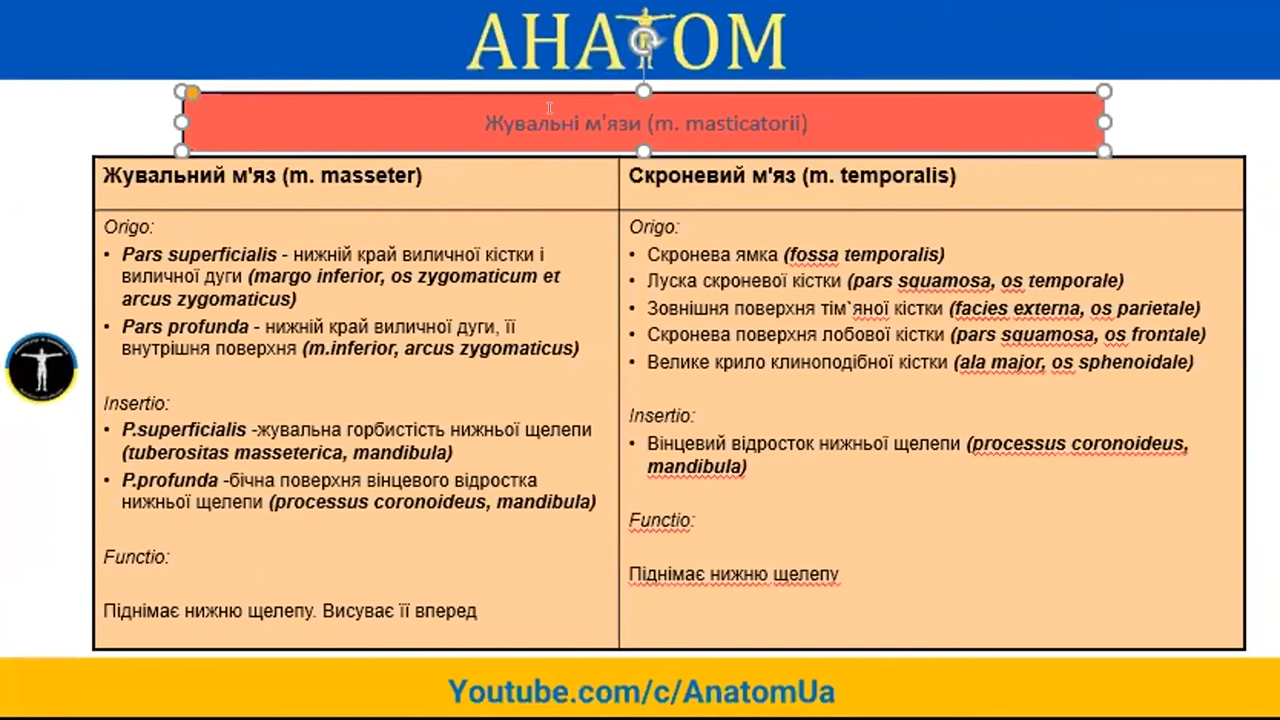 АНАТОМ
Жувальні м'язи (m. masticatorii)
Жувальний м'яз (m. masseter)
Origo:
• Pars superficialis - нижній край виличної кістки і
виличної дуги (margo inferior, os zygomaticum et
arcus zygomaticus)
• Pars profunda - нижній край виличної дуги, її
внутрішня поверхня (m.inferior, arcus zygomaticus)
Insertio:
• P.superficialis -жувальна горбистість нижньої щелепи
(tuberositas masseterica, mandibula)
• P.profunda -бічна поверхня вінцевого відростка
нижньої щелепи (processus coronoideus, mandibula)
Functio:
Піднімає нижню щелепу. Висуває її вперед
Скроневий м'яз (m. temporalis)
Origo:
• Скронева ямка (fossa temporalis)
• Луска скроневої кістки (pars squamosa, os temporale)
• Зовнішня поверхня тім`яної кістки (facies externa, os parietale)
• Скронева поверхня лобової кістки (pars squamosa, os frontale)
• Велике крило клиноподібної кістки (ala major, os sphenoidale)
Insertio:
• Вінцевий відросток нижньої щелепи (processus coronoideus,
mandibula)
Functio:
Піднімає нижню щелепу
Youtube.com/c/AnatomUa